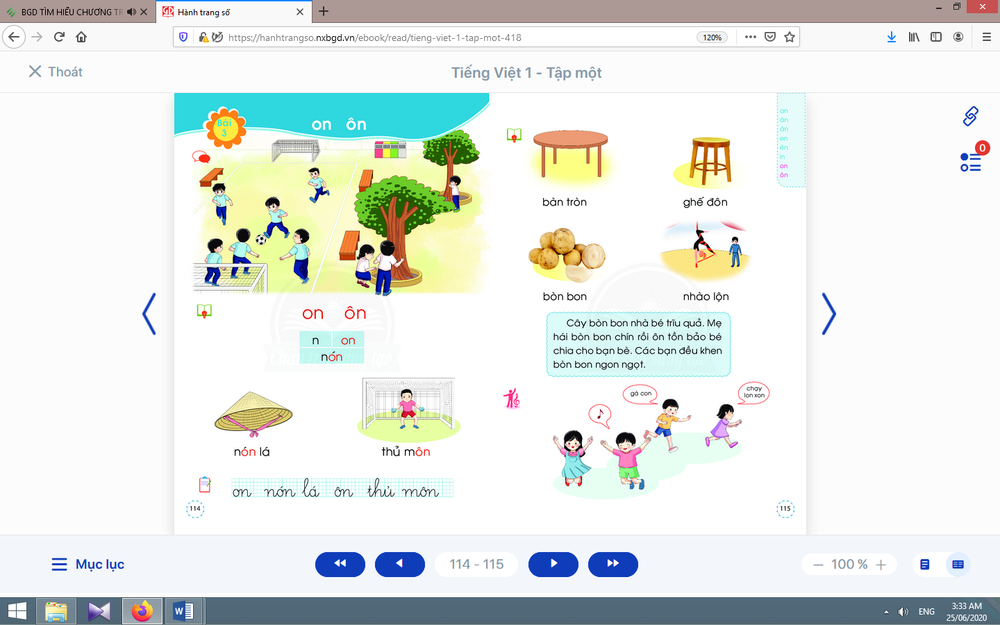 BGD TÌM HIỂU CHƯƠNG TR
Hành trang số
https://hanhtrangso.nxbgd.vn/ebook/read/tieng-viet-1-tap-mot-418
120%
Thoát
Tiếng Việt 1 - Tập một
0
Bài
3
on ôn
on ôn
n on
nón
nón lá
thủ môn
on nón lá ôn thủ môn
114
an
ăn
ân
en
ên
in
on
ôn
bàn tròn
ghế đôn
bòn bon
nhào lộn
Cây bòn bon nhà bé trĩu quả. Mẹ
hái bòn bon chín rồi ôn tồn bảo bé
chia cho bạn bè. Các bạn đều khen
bòn bon ngon ngọt.
gà con
chạy
lon xon
115
Mục lục
114 - 115
100 %
ENG
3:33 AM
25/06/2020